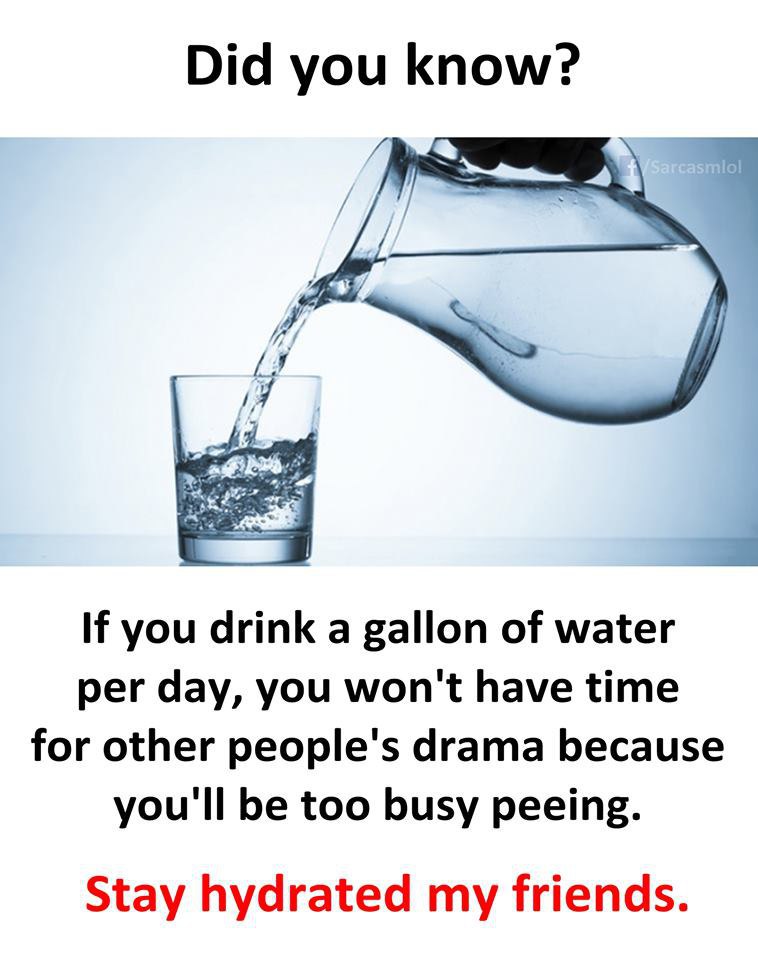 Did you know?
f/Sarcasmlol
If you drink a gallon of water
per day, you won't have time
for other people's drama because
you'll be too busy peeing.
Stay hydrated my friends.